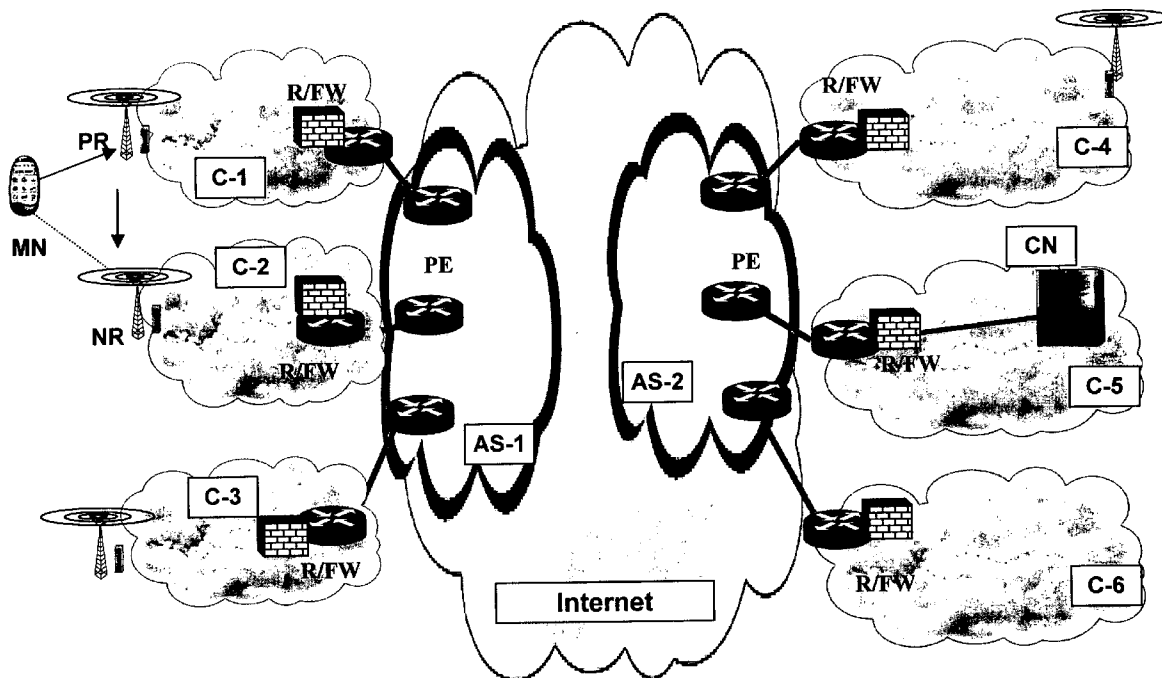 R/FW
PR
C-1
MN
PE
C-2
NR
R/FW
AS-1
C-3
R/FW
Internet
R/FW
C-4
PE
CN
AS-2
R/FW
C-5
R/FW
C-6